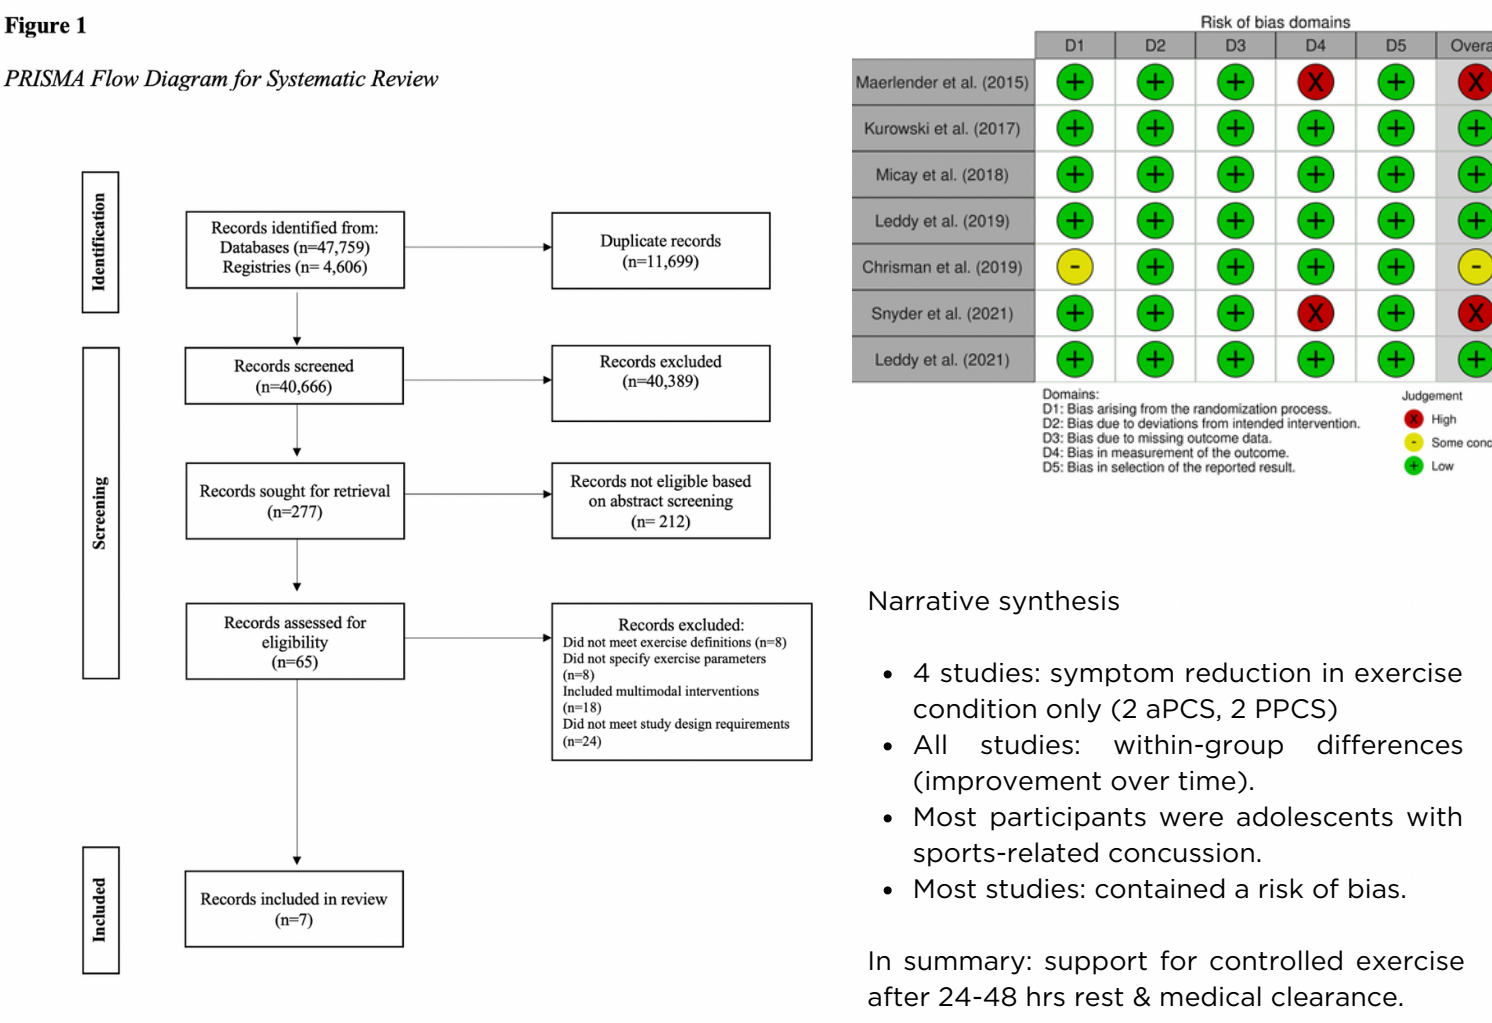 Figure 1
PRISMA Flow Diagram for Systematic Review
Identification
Records identified from:
Databases (n=47,759)
Registries (n= 4,606)
Duplicate records
(n=11,699)
Screening
Records screened
(n=40,666)
Records excluded
(n=40,389)
Records sought for retrieval
(n=277)
Records not eligible based
on abstract screening
(n= 212)
Records assessed for
eligibility
(n=65)
Records excluded:
Did not meet exercise definitions (n=8)
Did not specify exercise parameters
(n=8)
Included multimodal interventions
(n=18)
Did not meet study design requirements
(n=24)
Included
Records included in review
(n=7)
Risk of bias domains
D1 D2 D3 D4 D5 Overa
Maerlender et al. (2015) + + + X + X
Kurowski et al. (2017) + + + + + +
Micay et al. (2018) + + + + + +
Leddy et al. (2019) + + + + + +
Chrisman et al. (2019) - + + + + -
Snyder et al. (2021) + + + X + X
Leddy et al. (2021) + + + + + +
Domains:
D1: Bias arising from the randomization process.
D2: Bias due to deviations from intended intervention.
D3: Bias due to missing outcome data.
D4: Bias in measurement of the outcome.
D5: Bias in selection of the reported result.
Judgement
X High
- Some conc
+ Low
Narrative synthesis
• 4 studies: symptom reduction in exercise
condition only (2 aPCS, 2 PPCS)
• All studies: within-group differences
(improvement over time).
• Most participants were adolescents with
sports-related concussion.
• Most studies: contained a risk of bias.
In summary: support for controlled exercise
after 24-48 hrs rest & medical clearance.